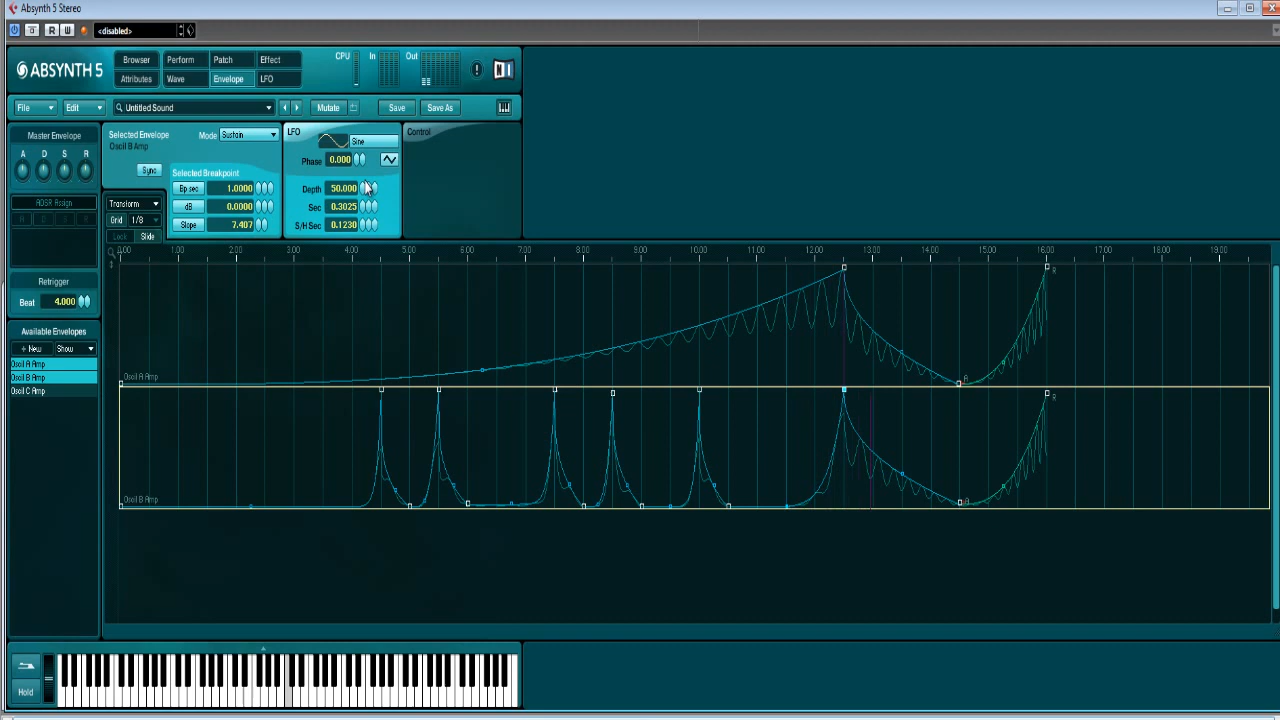 Absynth 5 Stereo
R W <disabled>
ABSYNTH 5
Browser Perform Patch Effect
Attributes Wave Envelope LFO
CPU In Out
File Edit Untitled Sound Mutate Save Save As
Master Envelope
A D S R
ADSR Assign
A D S R
Retrigger
Beat 4.000
Available Envelopes
+ New Show
Oscil A Amp
Oscil B Amp
Oscil C Amp
Selected Envelope
Oscil B Amp
Mode Sustain
Sync
Selected Breakpoint
Bp sec 1.0000
dB 0.0000
Slope 7.407
Transform
Grid 1/8
Lock Slide
LFO
Sine
Phase 0.000
Depth 50.000
Sec 0.3025
S/H Sec 0.1230
Control
0.00 1.00 2.00 3.00 4.00 5.00 6.00 7.00 8.00 9.00 10.00 11.00 12.00 13.00 14.00 15.00 16.00 17.00 18.00 19.00
R
Oscil A Amp
R
Oscil B Amp
Hold